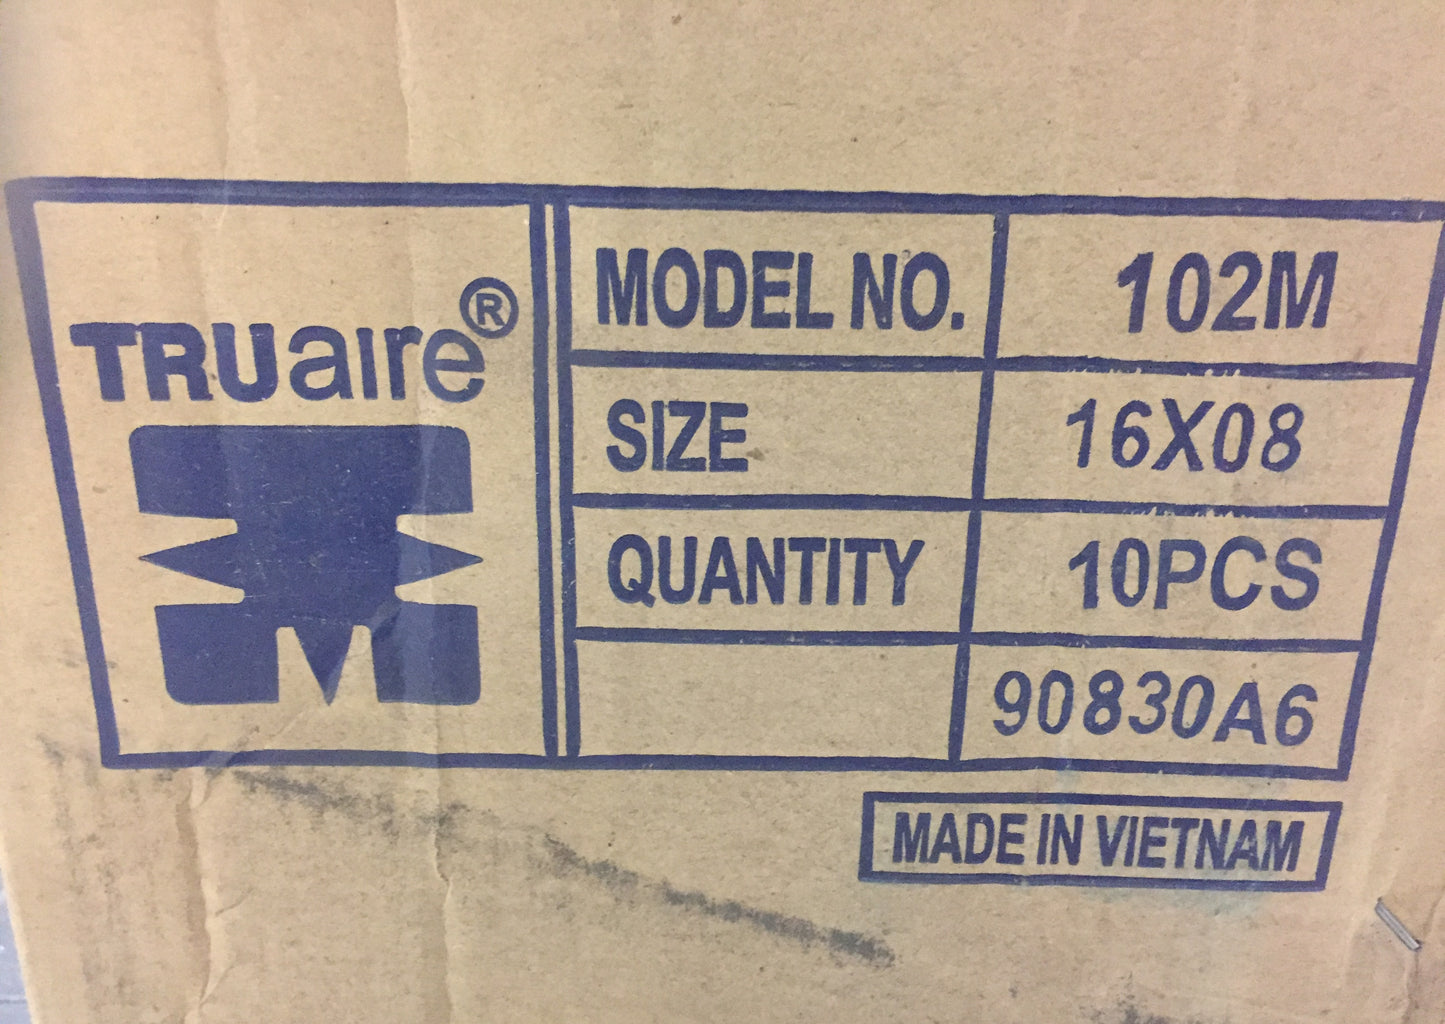 TRUaire®
MODEL NO. 102M
SIZE 16X08
QUANTITY 10PCS
90830A6
MADE IN VIETNAM